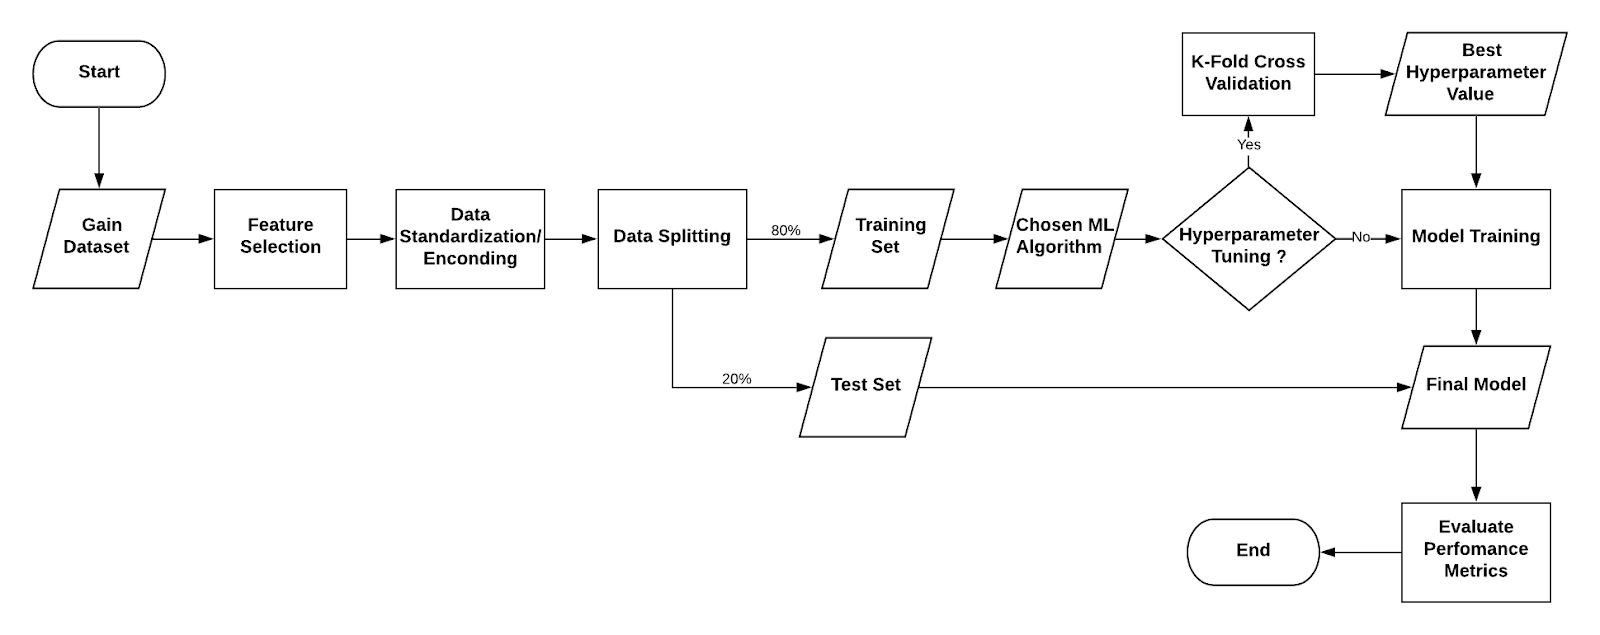 Start
Gain
Dataset
Feature
Selection
Data
Standardization/
Enconding
Data Splitting
80%
Training
Set
Chosen ML
Algorithm
Hyperparameter
Tuning ?
Yes
K-Fold Cross
Validation
Best
Hyperparameter
Value
No
Model Training
20%
Test Set
Final Model
Evaluate
Perfomance
Metrics
End